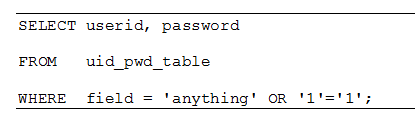 SELECT userid, password
FROM uid_pwd_table
WHERE field = 'anything' OR '1'='1';